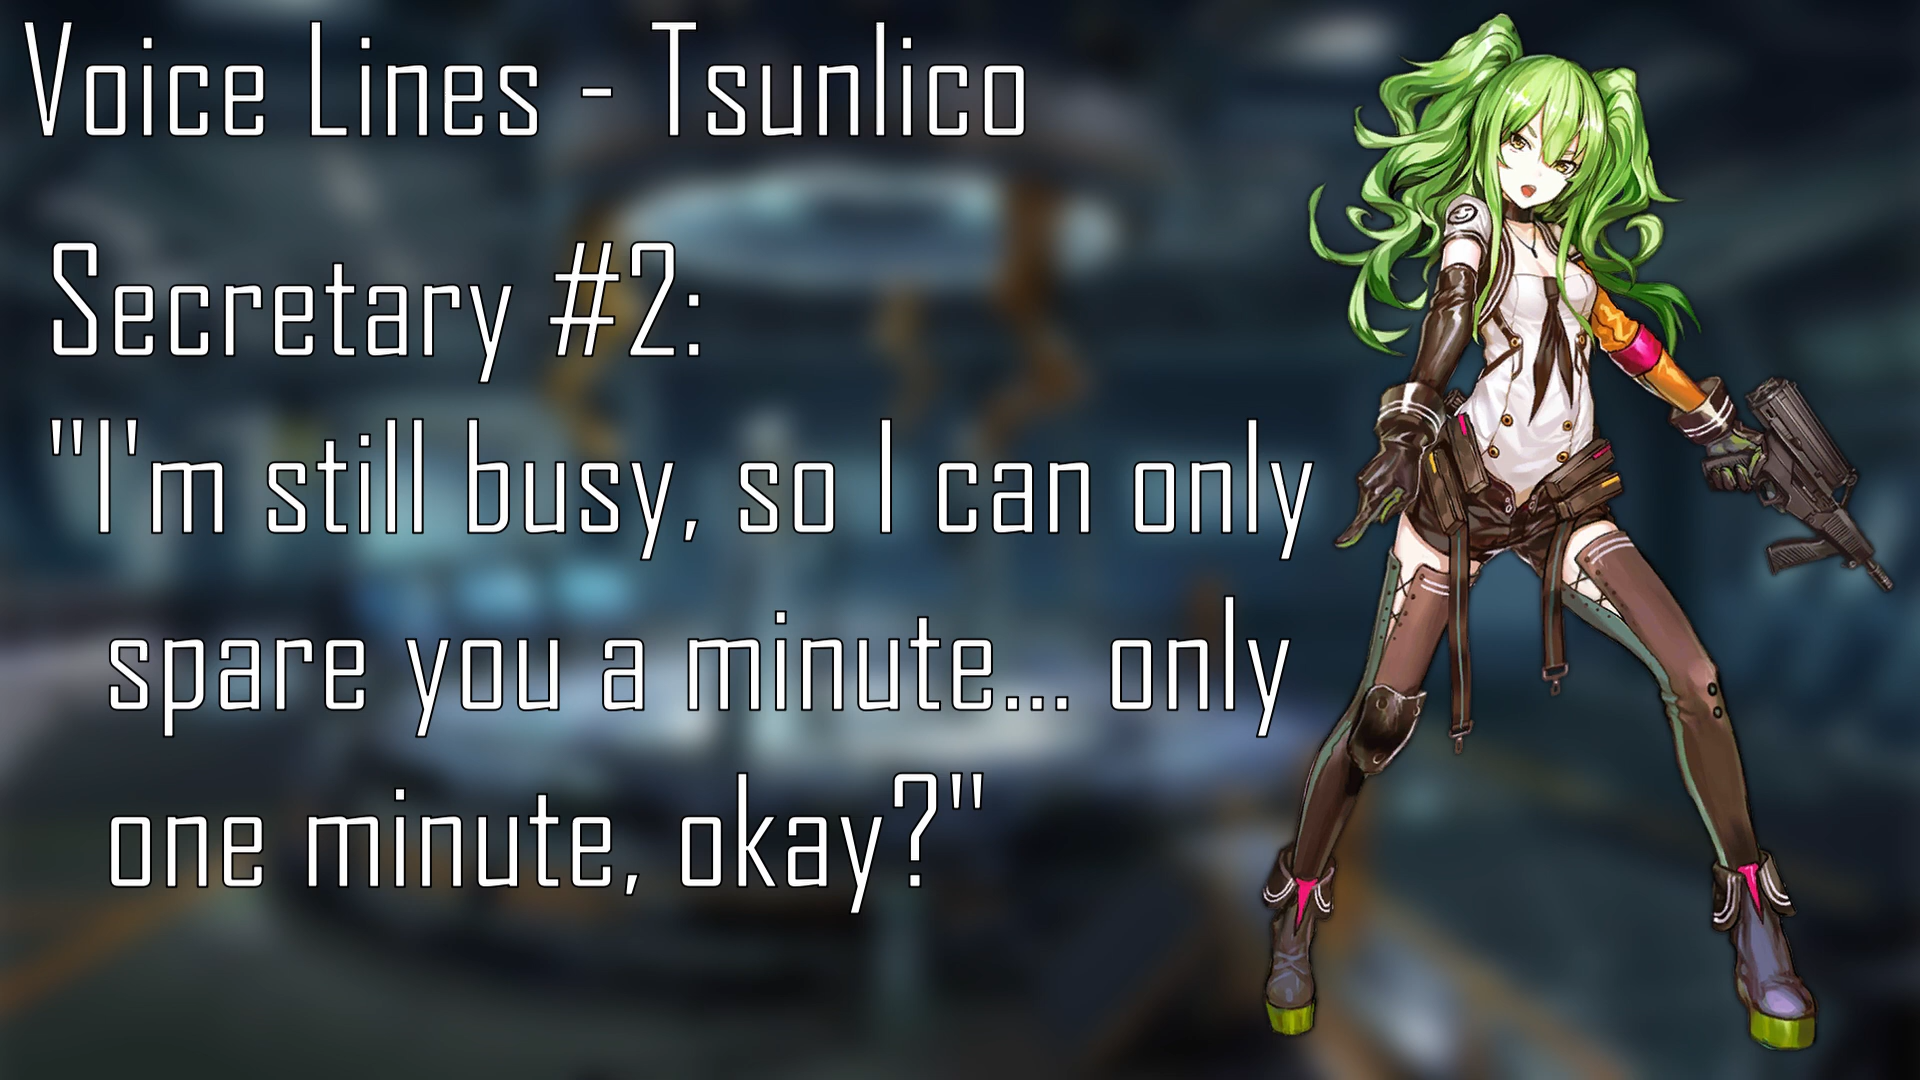 Voice Lines - Tsunlico
Secretary #2:
"I'm still busy, so I can only
spare you a minute... only
one minute, okay?"